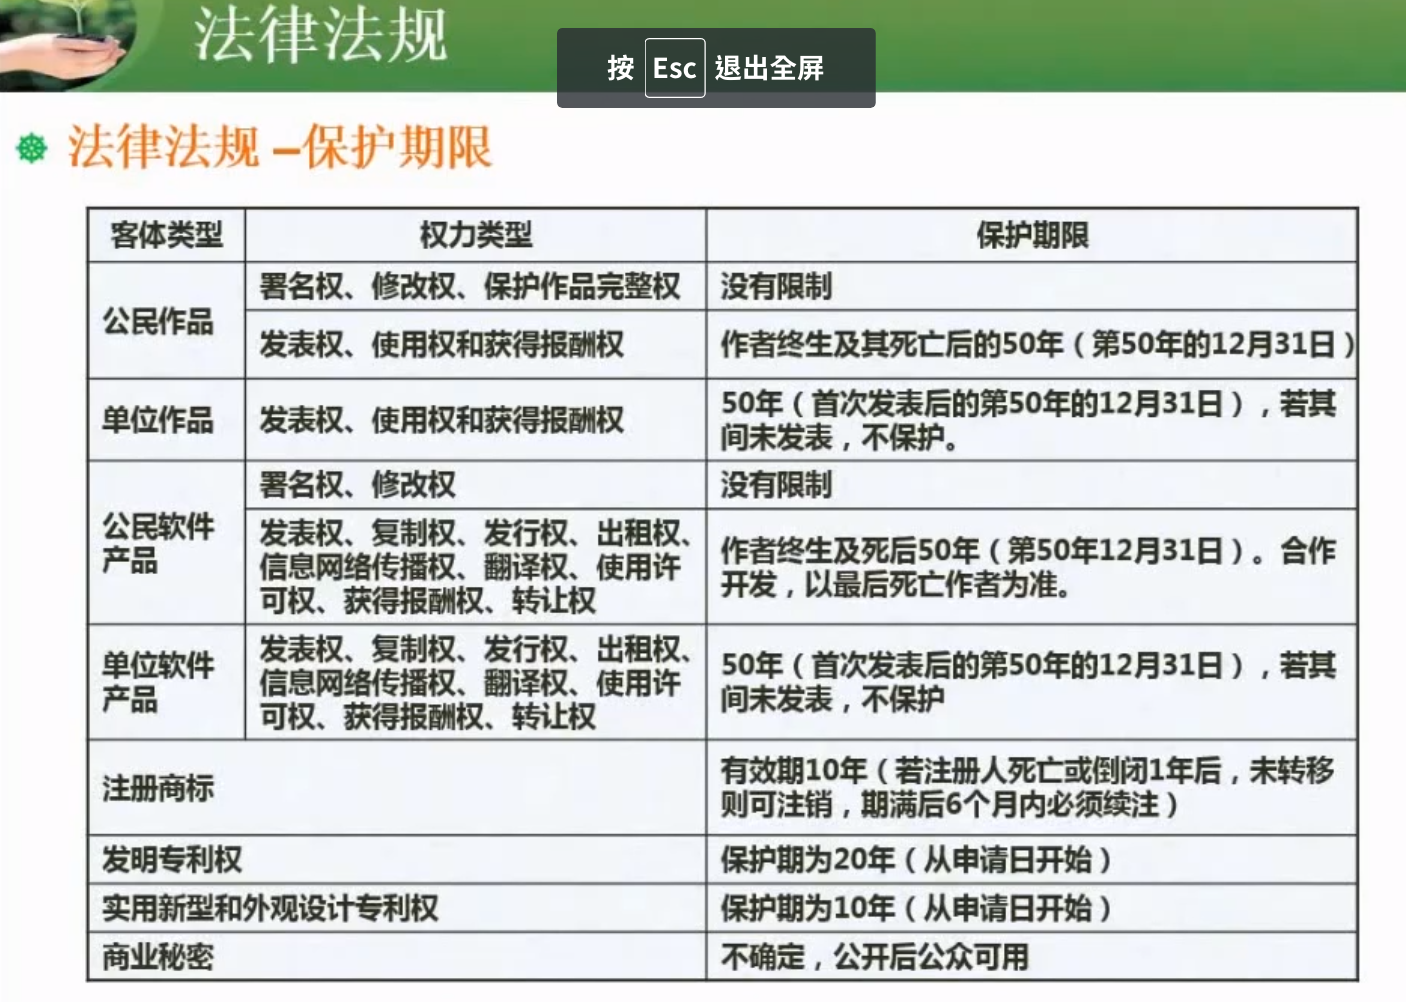 法律法规
按 Esc 退出全屏
法律法规 –保护期限
客体类型
权力类型
保护期限
公民作品
署名权、修改权、保护作品完整权
没有限制
发表权、使用权和获得报酬权
作者终生及其死亡后的50年（第50年的12月31日）
单位作品
发表权、使用权和获得报酬权
50年（首次发表后的第50年的12月31日），若其
间未发表，不保护。
公民软件
产品
署名权、修改权
没有限制
发表权、复制权、发行权、出租权、
信息网络传播权、翻译权、使用许
可权、获得报酬权、转让权
作者终生及死后50年（第50年12月31日）。合作
开发，以最后死亡作者为准。
单位软件
产品
发表权、复制权、发行权、出租权、
信息网络传播权、翻译权、使用许
可权、获得报酬权、转让权
50年（首次发表后的第50年的12月31日），若其
间未发表，不保护
注册商标
有效期10年（若注册人死亡或倒闭1年后，未转移
则可注销，期满后6个月内必须续注）
发明专利权
保护期为20年（从申请日开始）
实用新型和外观设计专利权
保护期为10年（从申请日开始）
商业秘密
不确定，公开后公众可用